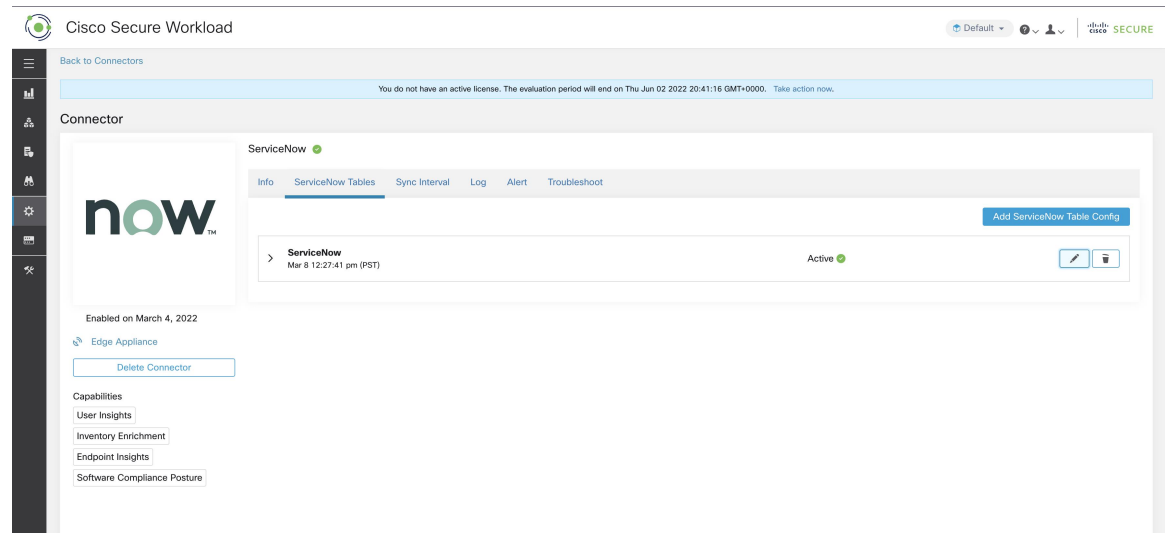 Cisco Secure Workload
Default
cisco SECURE
Back to Connectors
You do not have an active license. The evaluation period will end on Thu Jun 02 2022 20:41:16 GMT+0000. Take action now.
Connector
now™
ServiceNow
Info ServiceNow Tables Sync Interval Log Alert Troubleshoot
Add ServiceNow Table Config
ServiceNow
Mar 8 12:27:41 pm (PST)
Active
Enabled on March 4, 2022
Edge Appliance
Delete Connector
Capabilities
User Insights
Inventory Enrichment
Endpoint Insights
Software Compliance Posture